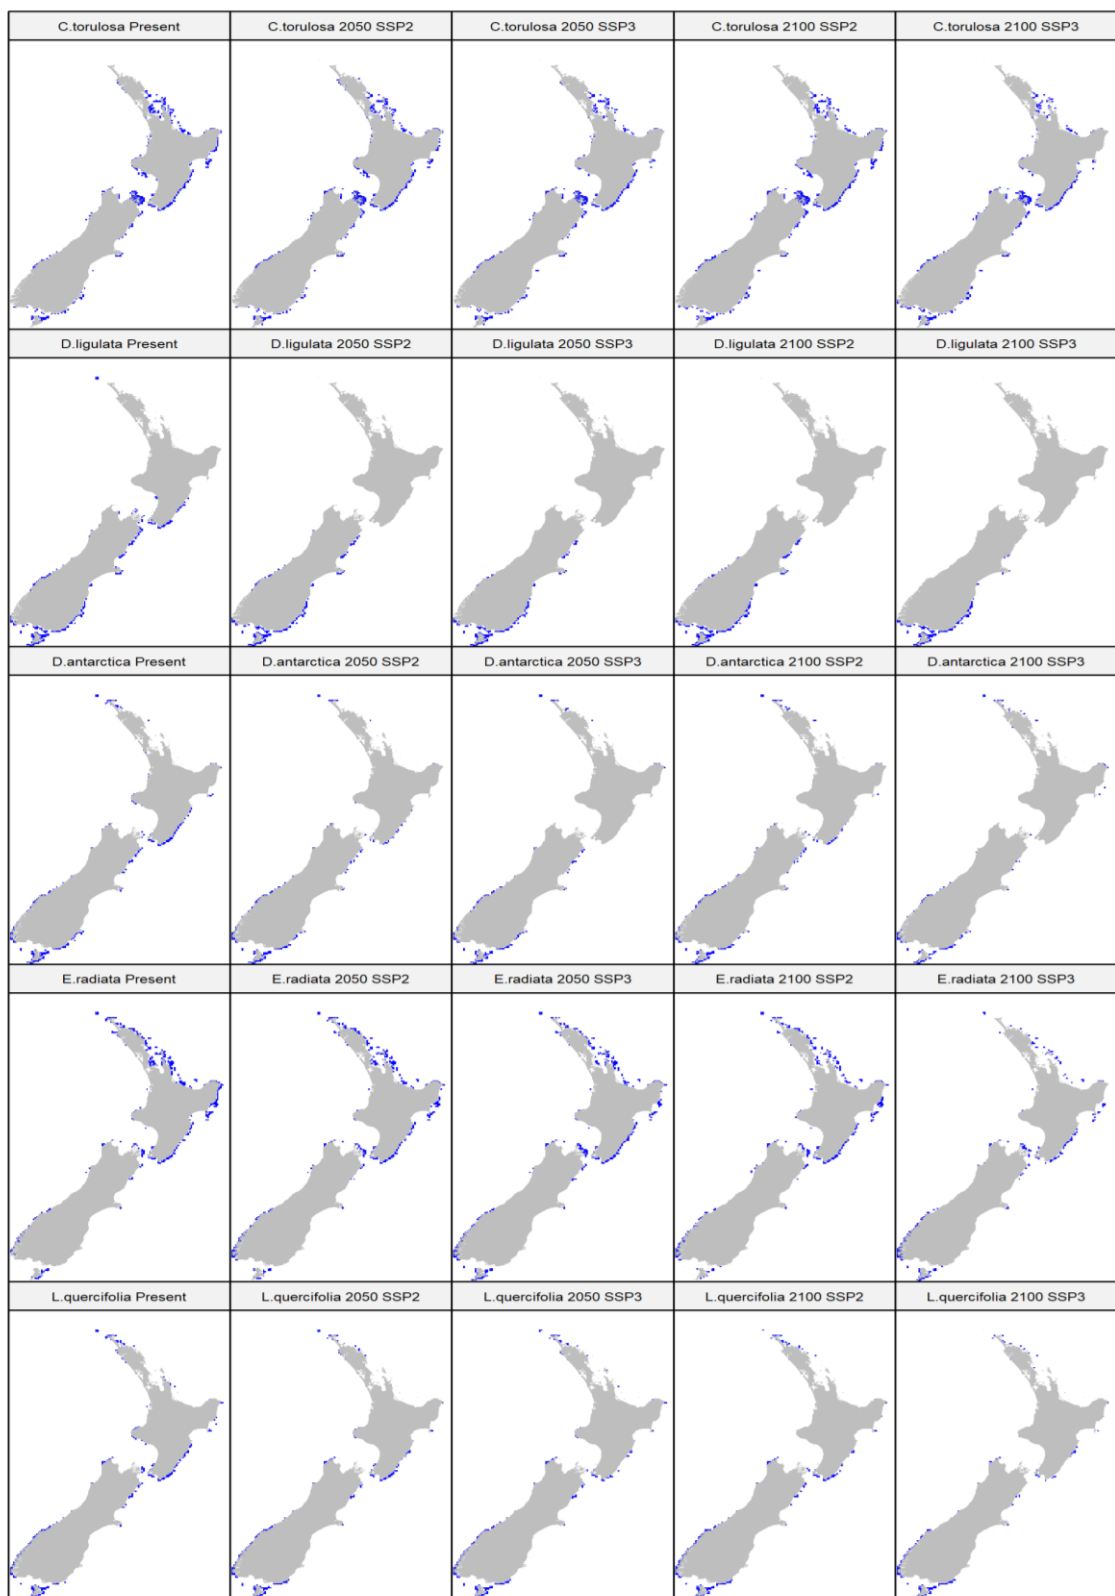 C.torulosa Present
C.torulosa 2050 SSP2
C.torulosa 2050 SSP3
C.torulosa 2100 SSP2
C.torulosa 2100 SSP3
D.ligulata Present
D.ligulata 2050 SSP2
D.ligulata 2050 SSP3
D.ligulata 2100 SSP2
D.ligulata 2100 SSP3
D.antarctica Present
D.antarctica 2050 SSP2
D.antarctica 2050 SSP3
D.antarctica 2100 SSP2
D.antarctica 2100 SSP3
E.radiata Present
E.radiata 2050 SSP2
E.radiata 2050 SSP3
E.radiata 2100 SSP2
E.radiata 2100 SSP3
L.quercifolia Present
L.quercifolia 2050 SSP2
L.quercifolia 2050 SSP3
L.quercifolia 2100 SSP2
L.quercifolia 2100 SSP3